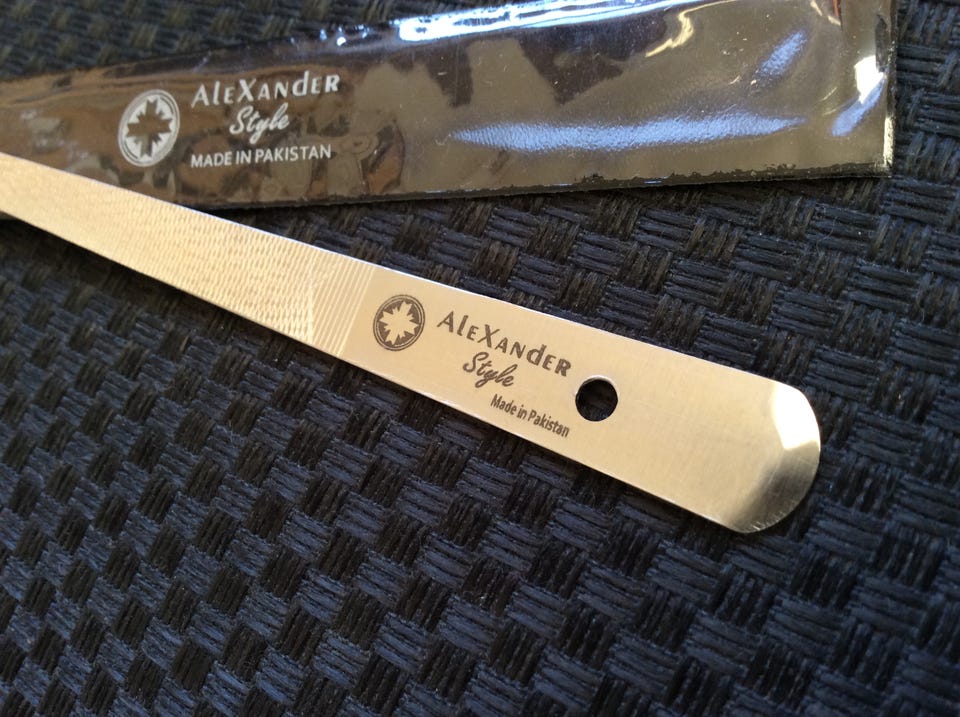 AleXandER
Style
MADE IN PAKISTAN
AleXandER
Style
Made in Pakistan